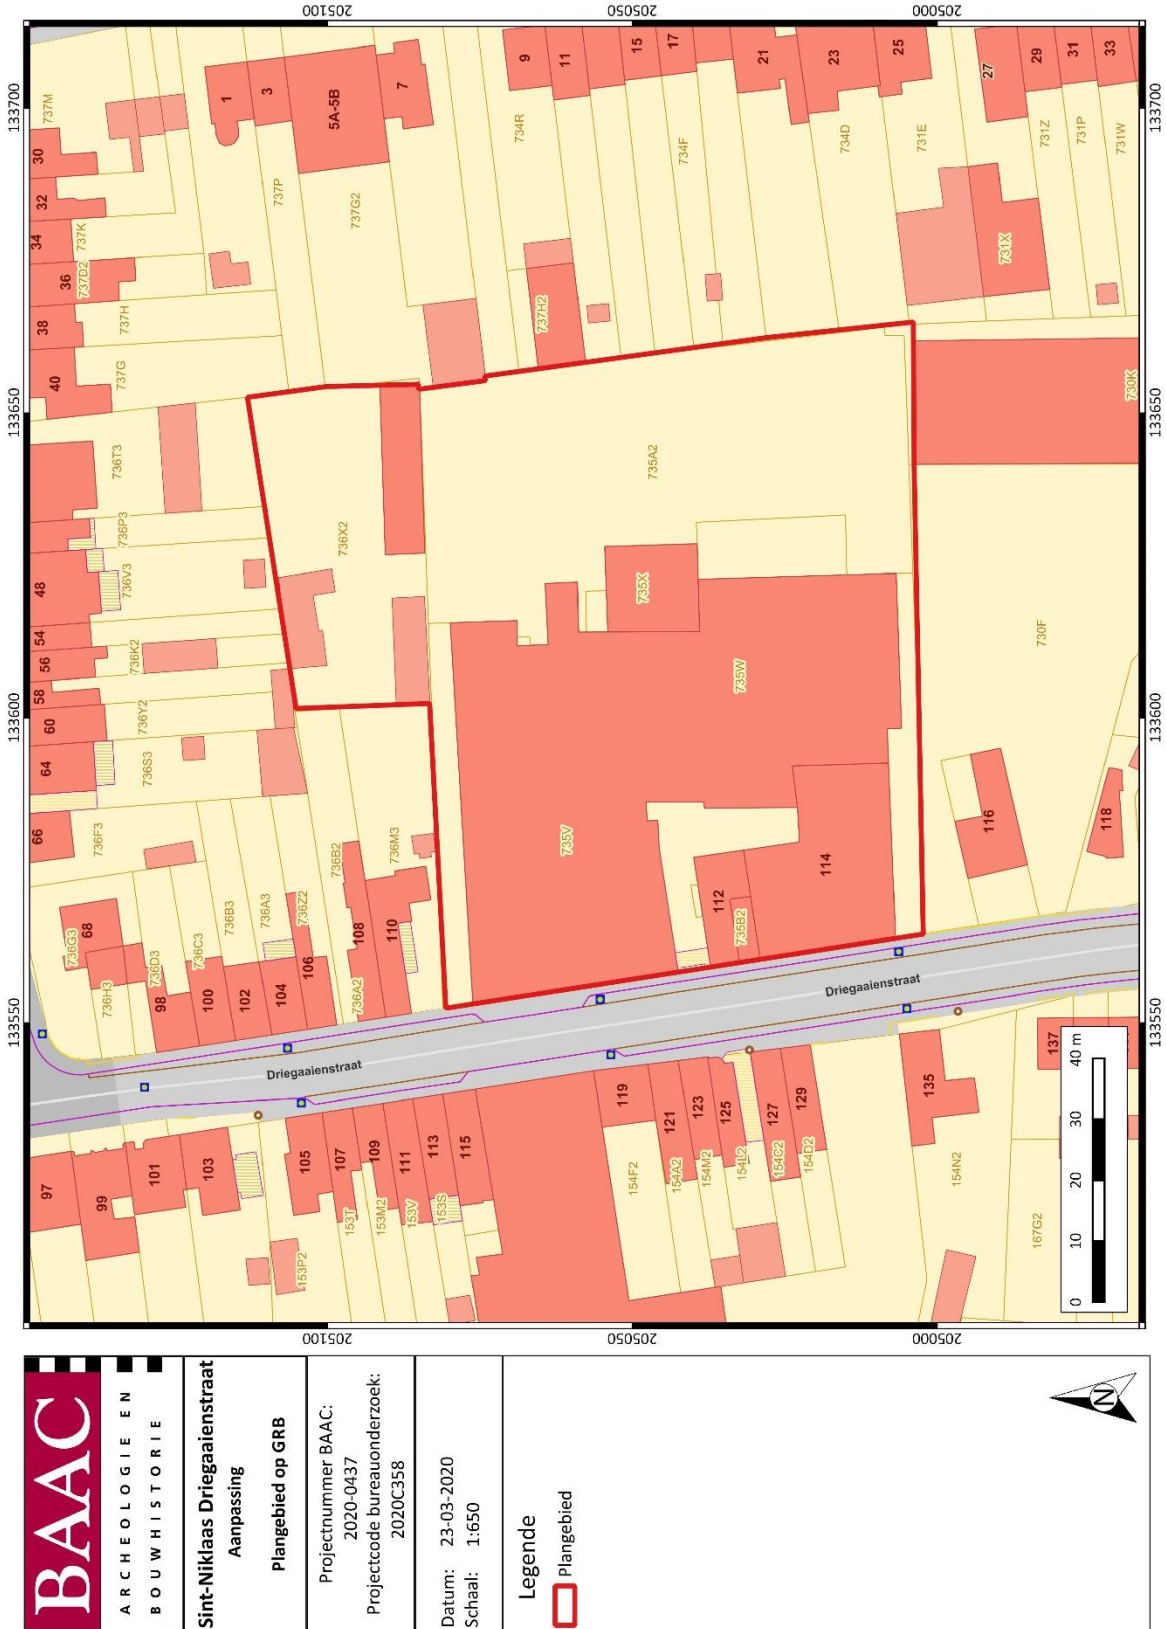 BAAC
ARCHEOLOGIE EN
BOUWHISTORIE
Sint-Niklaas Driegaaienstraat
Aanpassing
Plangebied op GRB
Projectnummer BAAC:
2020-0437
Projectcode bureauonderzoek:
2020C358
Datum: 23-03-2020
Schaal: 1:650
Legende
Plangebied
N
133550
133600
133650
133700
205100
205050
205000
133550
133600
133650
133700
205100
205050
205000
30
32
34
36
38
40
48
54
56
58
60
64
66
68
98
100
102
104
106
108
110
112
114
116
118
97
99
101
103
105
107
109
111
113
115
119
121
123
125
127
129
135
137
1
3
5A-5B
7
9
11
15
17
21
23
25
27
29
31
33
737M
737K
737D2
737H
737G
737P
737G2
737H2
736T3
736P3
736V3
736K2
736Y2
736S3
736F3
736G3
736H3
736D3
736C3
736B3
736A3
736Z2
736A2
736B2
736M3
736X2
735A2
735X
735W
735V
735B2
734R
734F
734D
731E
731Z
731P
731W
731X
730K
730F
153P2
153T
153M2
153V
153S
154F2
154A2
154M2
154L2
154C2
154D2
154N2
167G2
Driegaaienstraat
Driegaaienstraat
0 10 20 30 40 m